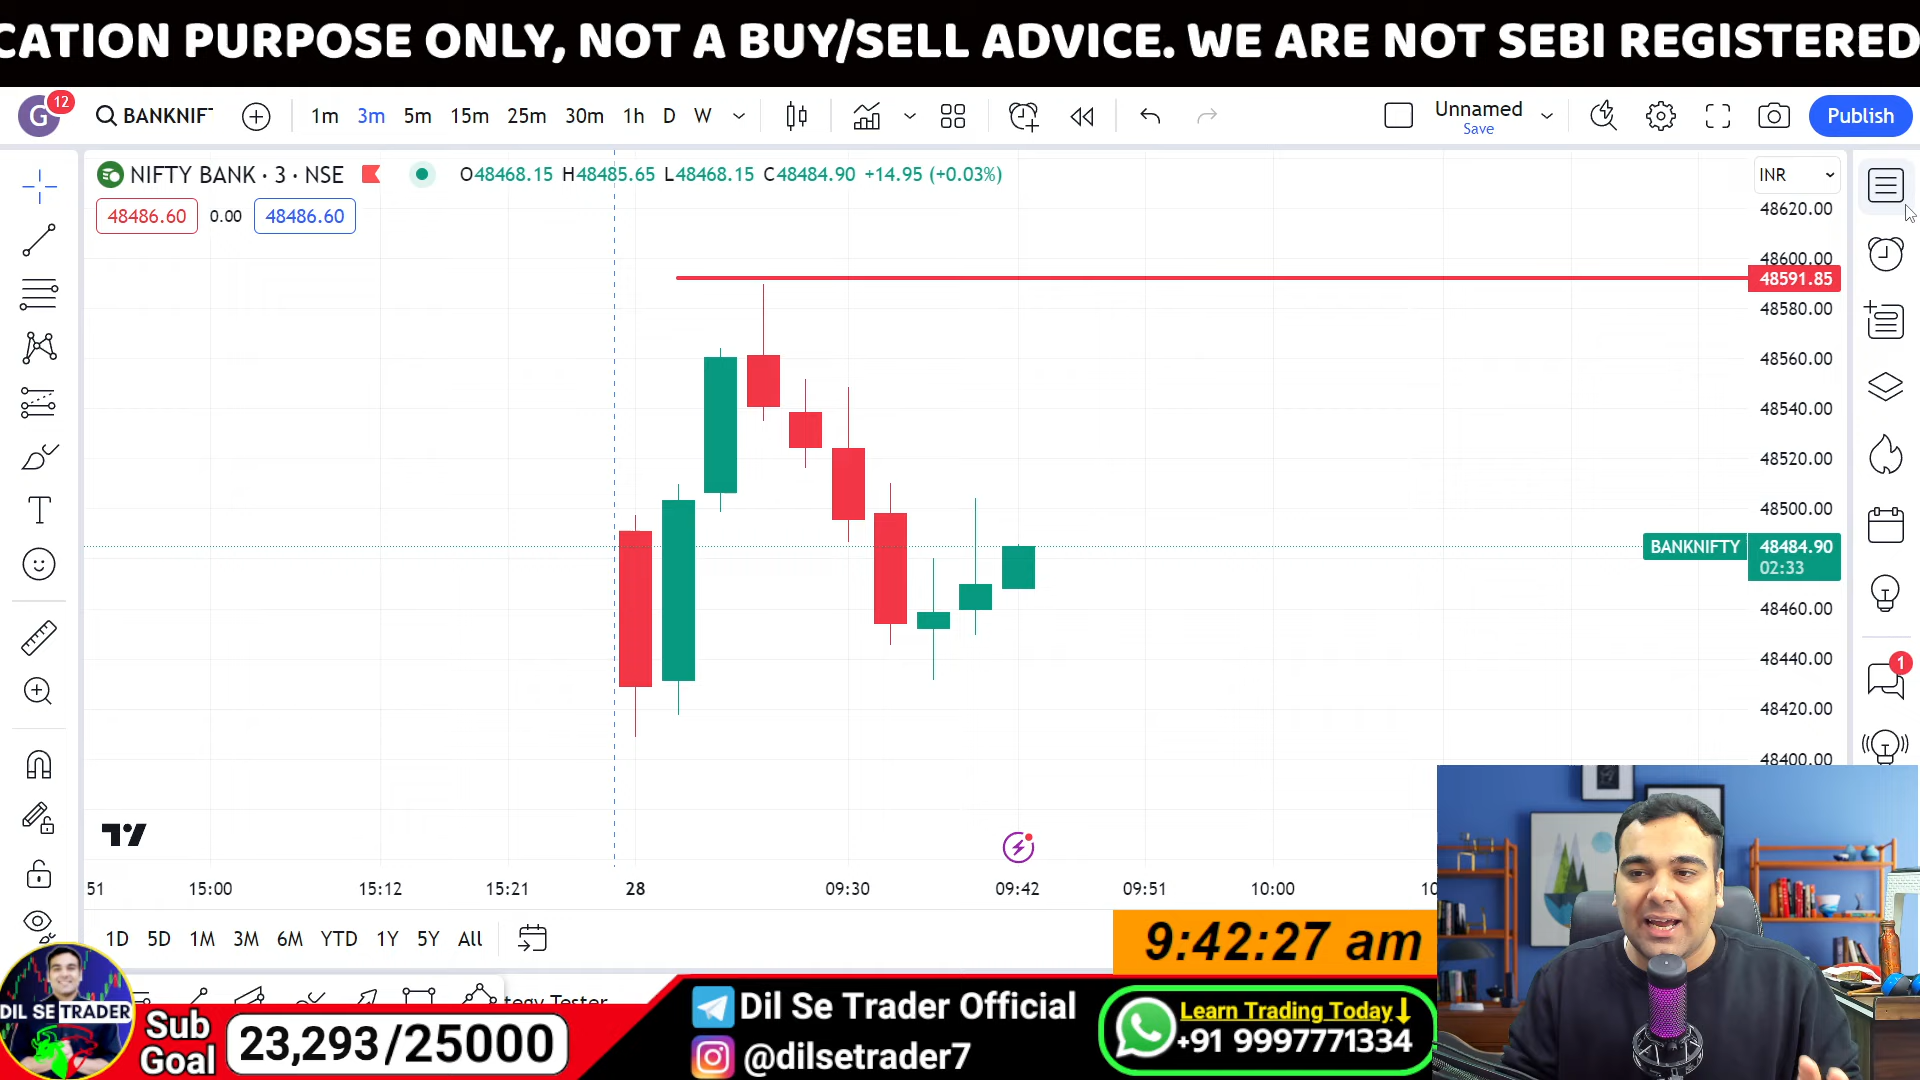 CATION PURPOSE ONLY, NOT A BUY/SELL ADVICE. WE ARE NOT SEBI REGISTERED
G 12 BANKNIF 1m 3m 5m 15m 25m 30m 1h D W Unnamed Save Publish
NIFTY BANK · 3 · NSE O48468.15 H48485.65 L48468.15 C48484.90 +14.95 (+0.03%) INR
48486.60 0.00 48486.60
48620.00
48600.00
48591.85
48580.00
48560.00
48540.00
48520.00
48500.00
BANKNIFTY 48484.90
02:33
48460.00
48440.00
1
48420.00
48400.00
51 15:00 15:12 15:21 28 09:30 09:42 09:51 10:00
1D 5D 1M 3M 6M YTD 1Y 5Y All
9:42:27 am
tegy Tester
DIL SE TRADER
Sub Goal 23,293/25000
Dil Se Trader Official
@dilsetrader7
Learn Trading Today
+91 9997771334